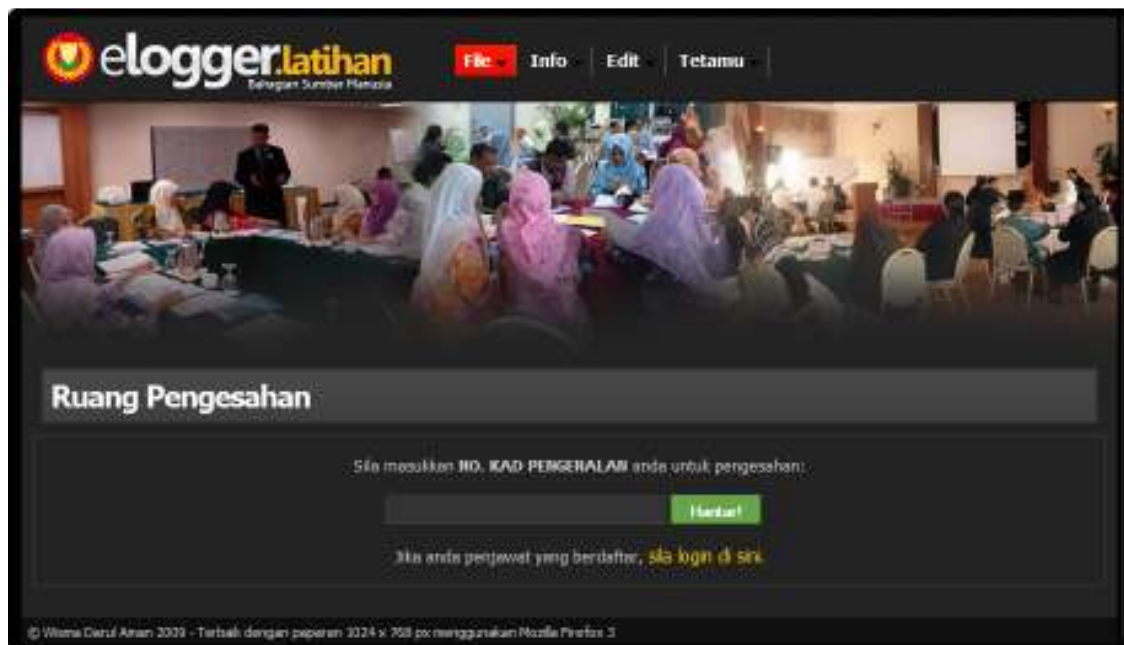 elogger.latihan
Bahagian Sumber Manusia
File Info Edit Tetamu
Ruang Pengesahan
Sila masukkan NO. KAD PENGENALAN anda untuk pengesahan:
Hantar!
Jika anda penjawat yang berdaftar, sila login di sini.
© Wisma Darul Aman 2009 - Terbaik dengan paparan 1024 x 768 px menggunakan Mozilla Firefox 3